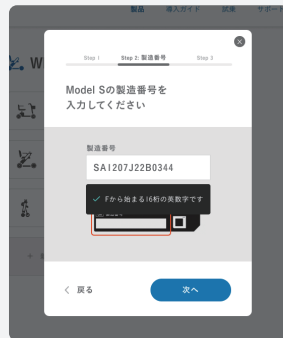 製品 導入ガイド 試乗 サポート
W
Step 1 Step 2: 製造番号 Step 3
Model Sの製造番号を
入力してください
製造番号
SA1207J22B0344
✓ Fから始まる16桁の英数字です
戻る
次へ